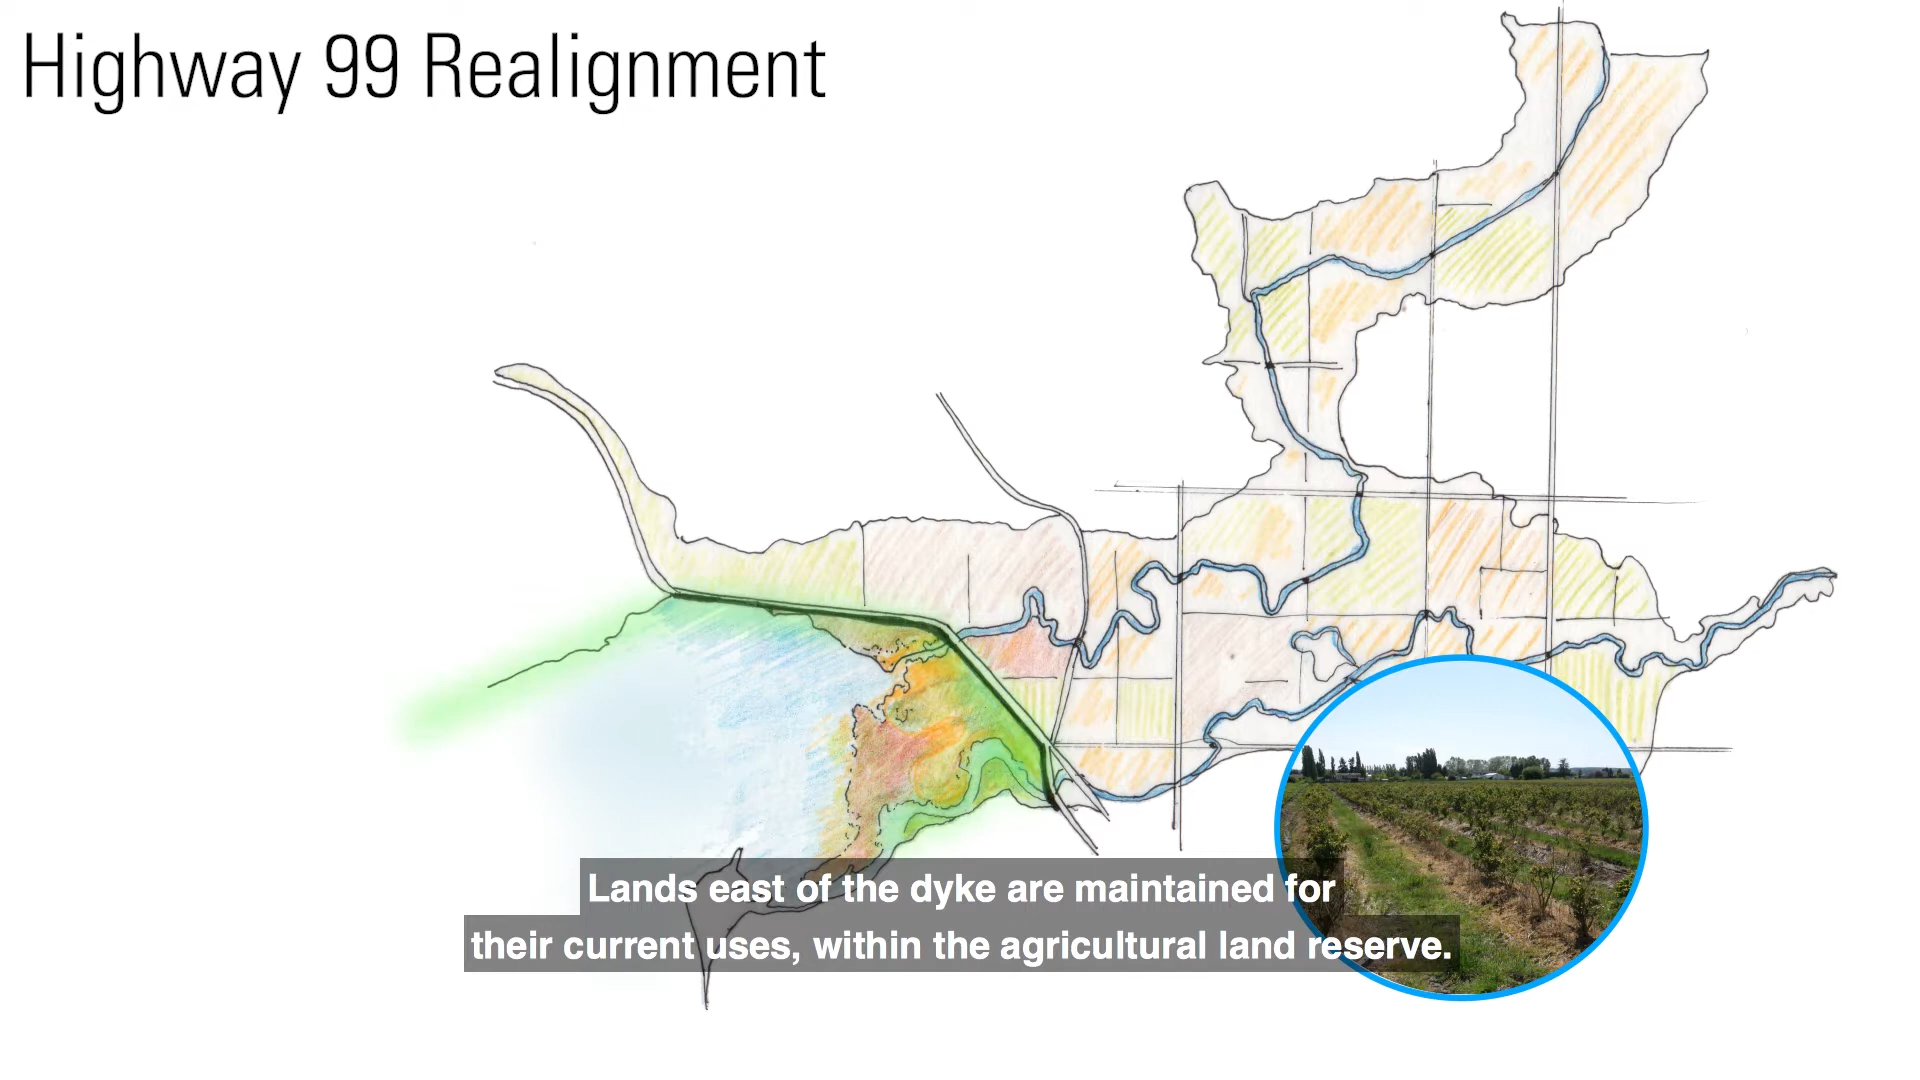 Highway 99 Realignment
Lands east of the dyke are maintained for
their current uses, within the agricultural land reserve.